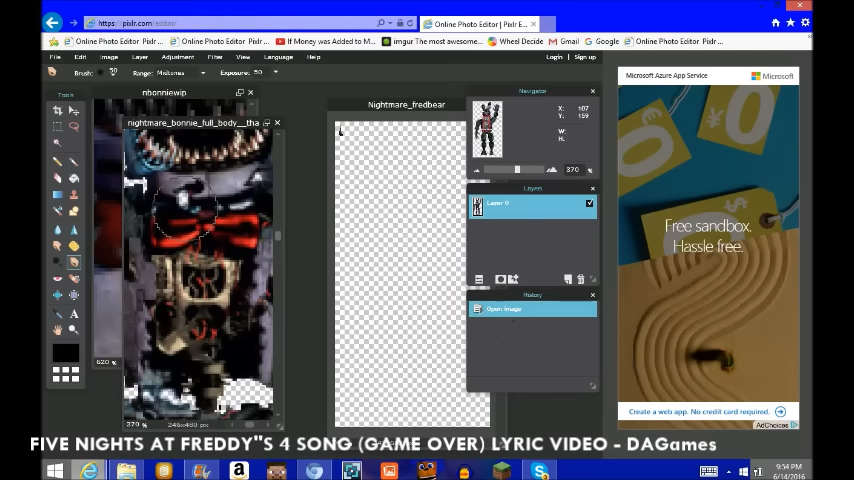 https://pixlr.com/editor/
Online Photo Editor | Pixlr E...
Online Photo Editor Pixlr ...
Online Photo Editor Pixlr ...
If Money was Added to M...
imgur The most awesome...
Wheel Decide
Gmail
Google
Online Photo Editor Pixlr ...
File Edit Image Layer Adjustment Filter View Language Help
Login Sign up
Brush: 50 Range: Midtones Exposure: 50
Tools
nbonniewip
nightmare_bonnie_full_body__tha
Nightmare_fredbear
Navigator
X: 107
Y: 159
W:
H:
370 %
Layers
Layer 0
History
Open image
620 %
370 % 246x480 px
Microsoft Azure App Service
Microsoft
Free sandbox.
Hassle free.
Create a web app. No credit card required.
AdChoices
FIVE NIGHTS AT FREDDY"S 4 SONG (GAME OVER) LYRIC VIDEO - DAGames
9:54 PM
6/14/2016